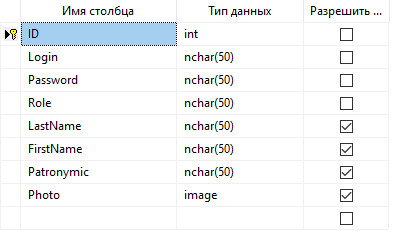 Имя столбца Тип данных Разрешить ...
ID int
Login nchar(50)
Password nchar(50)
Role nchar(50)
LastName nchar(50)
FirstName nchar(50)
Patronymic nchar(50)
Photo image